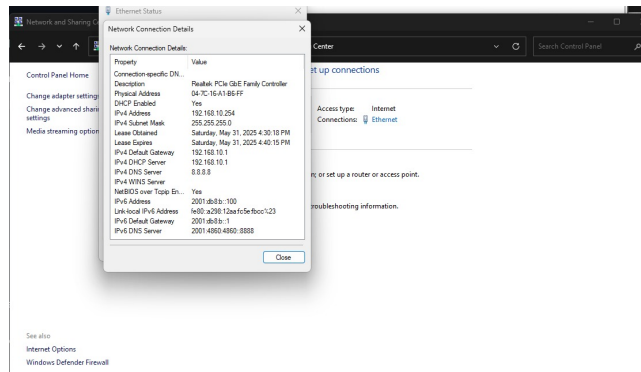 Ethernet Status
Network and Sharing Ce
Network Connection Details
Center
Search Control Panel
Network Connection Details:
Property Value
Connection-specific DN...
Description Realtek PCIe GbE Family Controller
Physical Address 04-7C-16-A1-B6-FF
DHCP Enabled Yes
IPv4 Address 192.168.10.254
IPv4 Subnet Mask 255.255.255.0
Lease Obtained Saturday, May 31, 2025 4:30:18 PM
Lease Expires Saturday, May 31, 2025 4:40:15 PM
IPv4 Default Gateway 192.168.10.1
IPv4 DHCP Server 192.168.10.1
IPv4 DNS Server 8.8.8.8
IPv4 WINS Server
NetBIOS over Tcpip En... Yes
IPv6 Address 2001:db8:b::100
Link-local IPv6 Address fe80::a298:12aa:fc5e:fbcc%23
IPv6 Default Gateway 2001:db8:b::1
IPv6 DNS Server 2001:4860:4860::8888
Close
Control Panel Home
Change adapter settings
Change advanced sharin
settings
Media streaming option
et up connections
Access type: Internet
Connections: Ethernet
n; or set up a router or access point.
troubleshooting information.
See also
Internet Options
Windows Defender Firewall